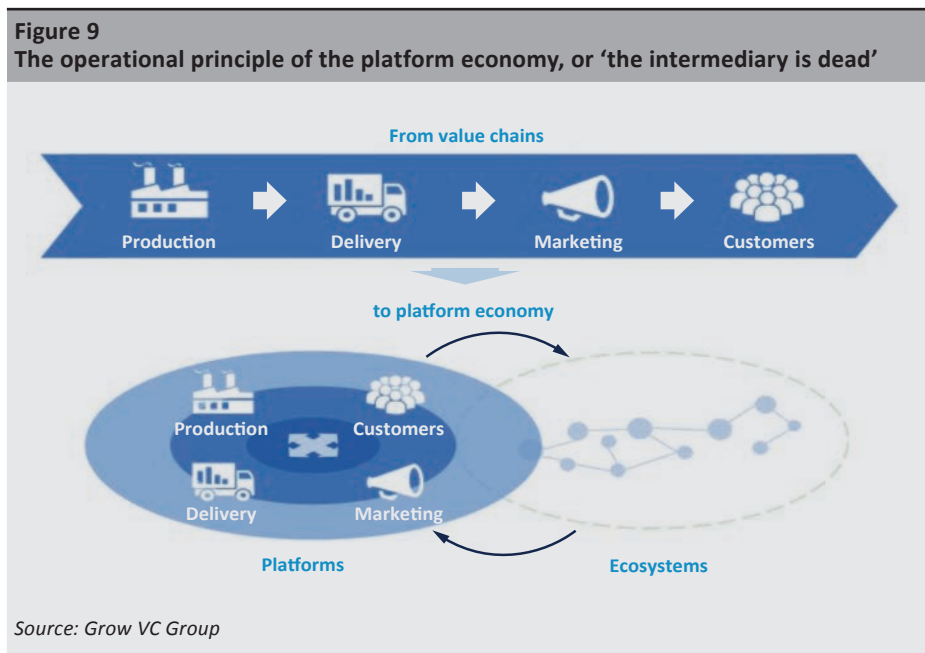 Figure 9
The operational principle of the platform economy, or ‘the intermediary is dead’
From value chains
Production
Delivery
Marketing
Customers
to platform economy
Production
Customers
Delivery
Marketing
Platforms
Ecosystems
Source: Grow VC Group